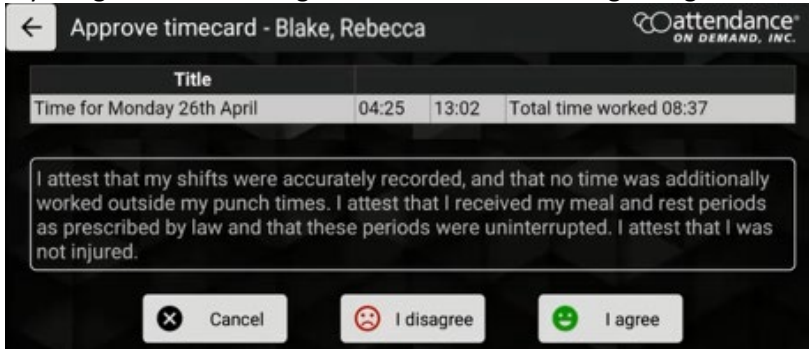 Approve timecard - Blake, Rebecca
attendance®
ON DEMAND, INC.
Title
Time for Monday 26th April 04:25 13:02 Total time worked 08:37
I attest that my shifts were accurately recorded, and that no time was additionally
worked outside my punch times. I attest that I received my meal and rest periods
as prescribed by law and that these periods were uninterrupted. I attest that I was
not injured.
Cancel I disagree I agree